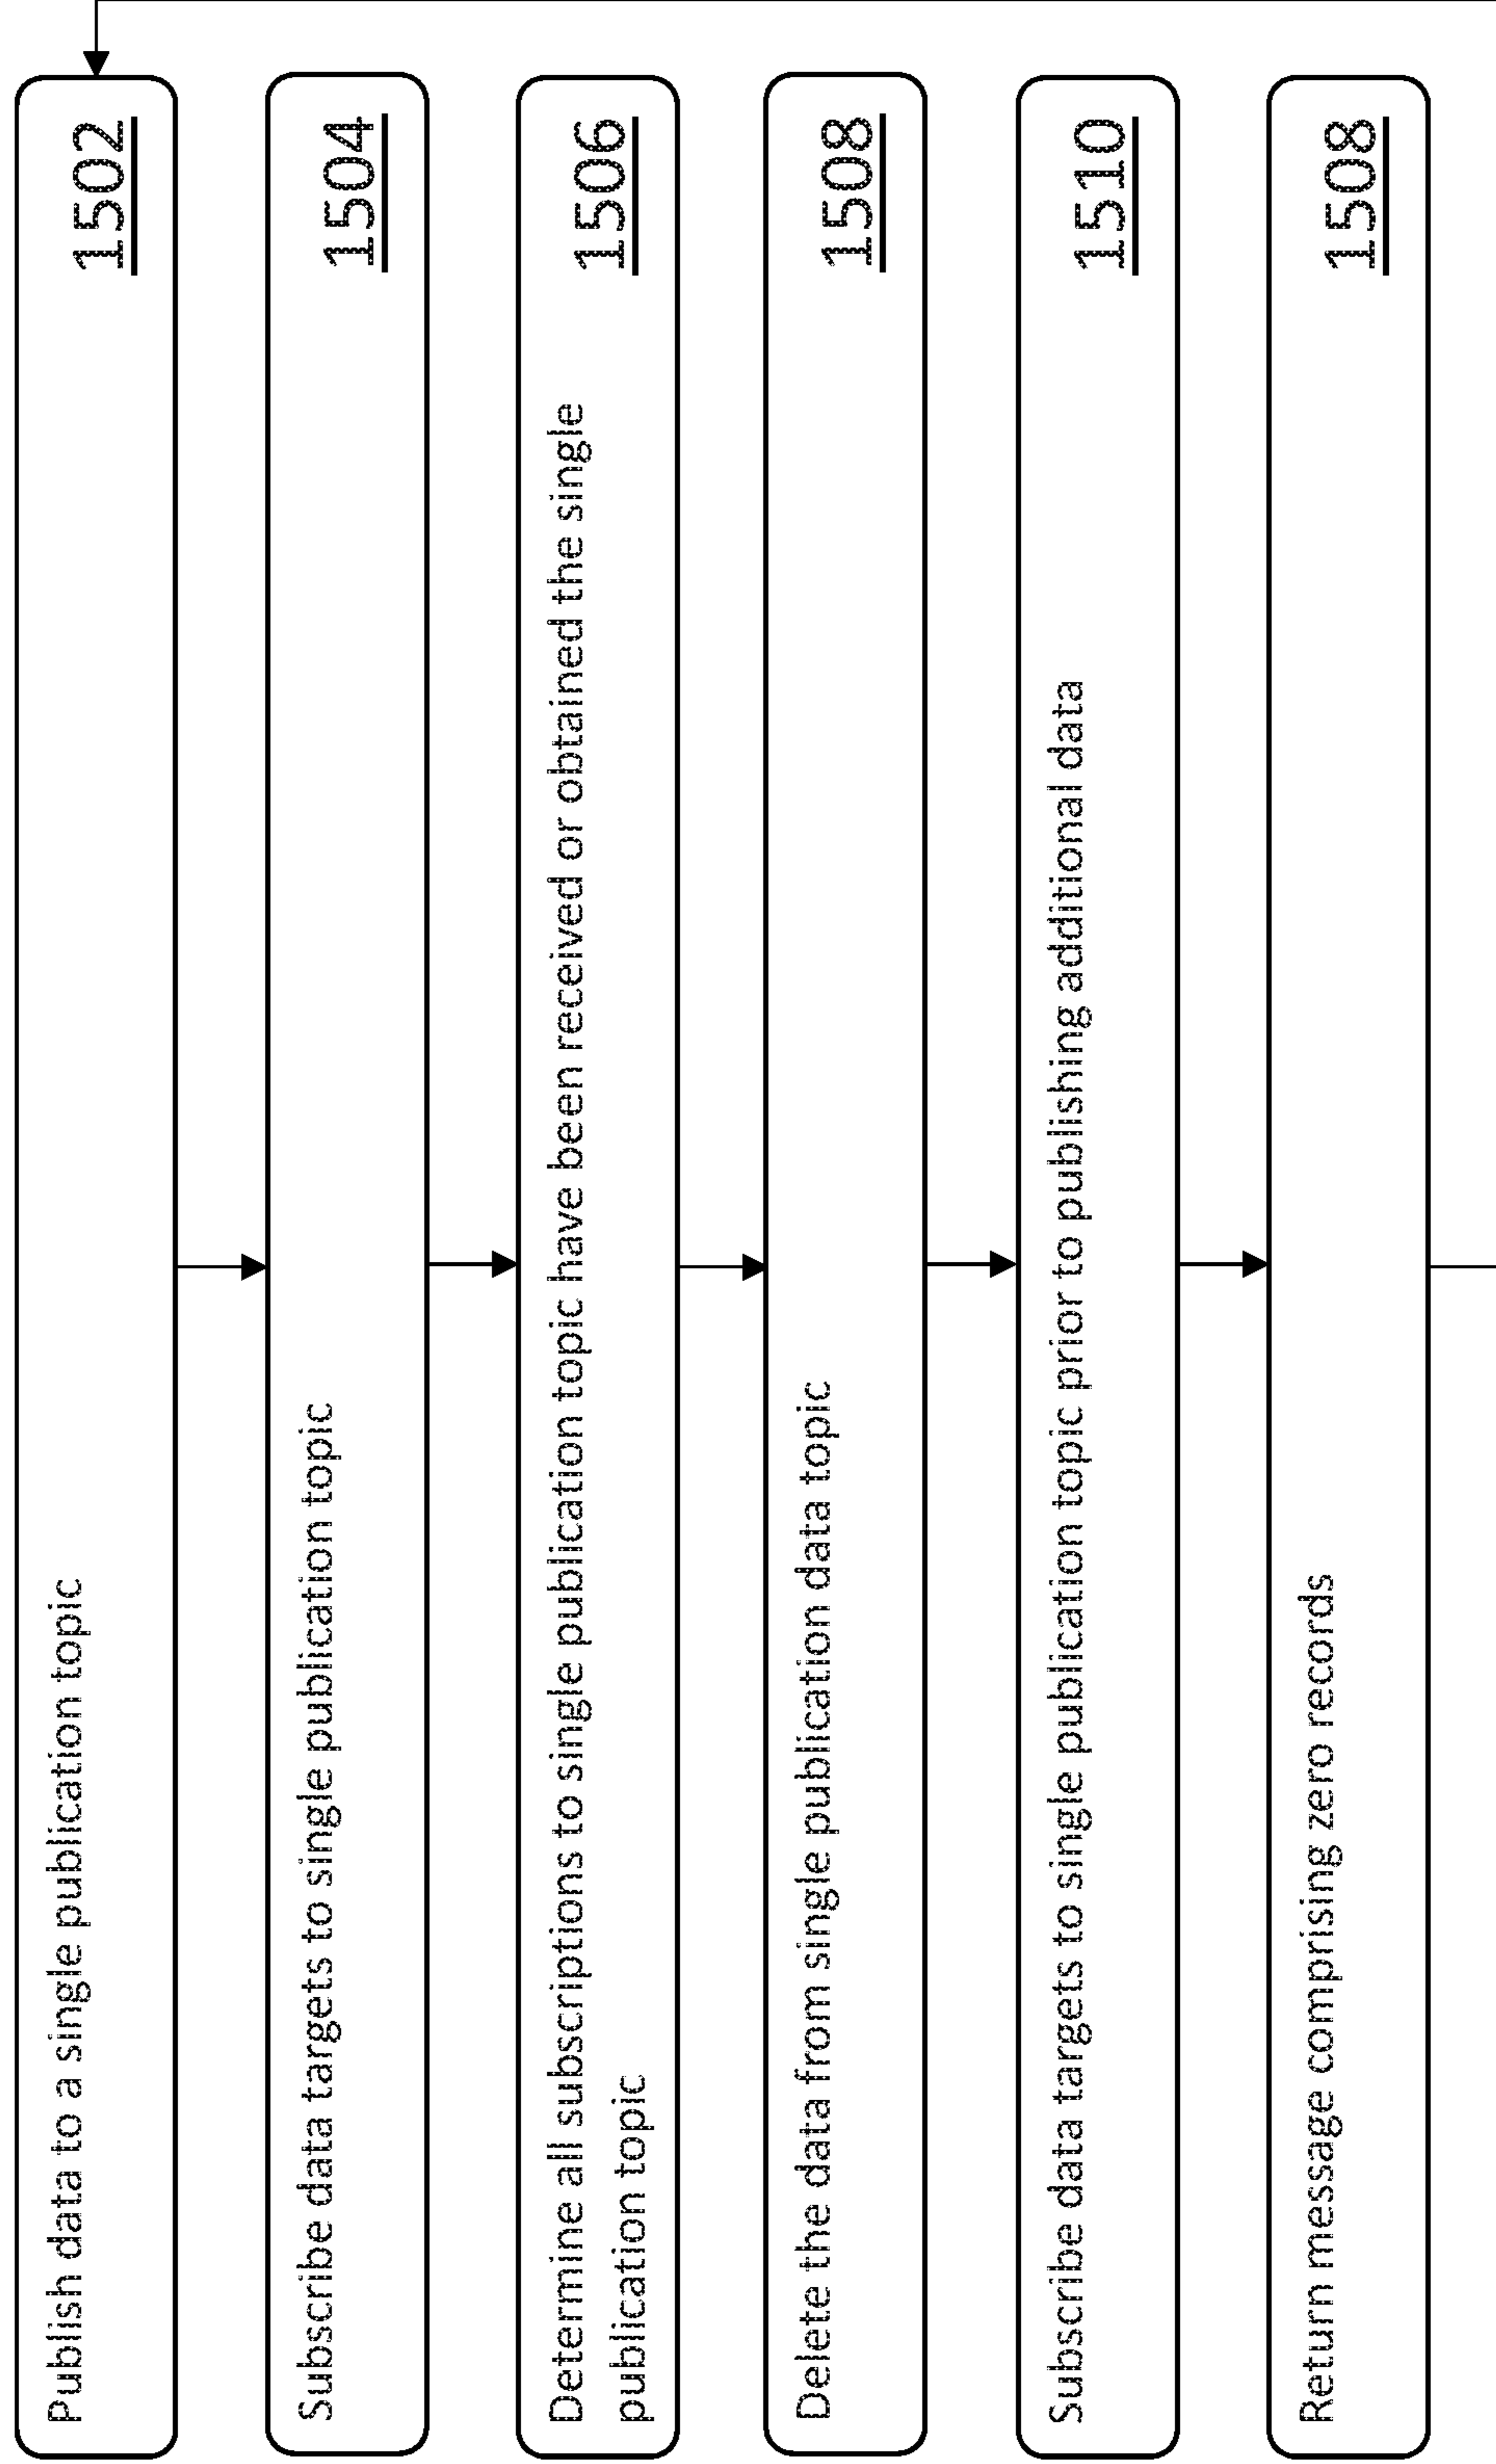 Publish data to a single publication topic
1502
Subscribe data targets to single publication topic
1504
Determine all subscriptions to single publication topic have been received or obtained the single
publication topic
1506
Delete the data from single publication data topic
1508
Subscribe data targets to single publication topic prior to publishing additional data
1510
Return message comprising zero records
1508